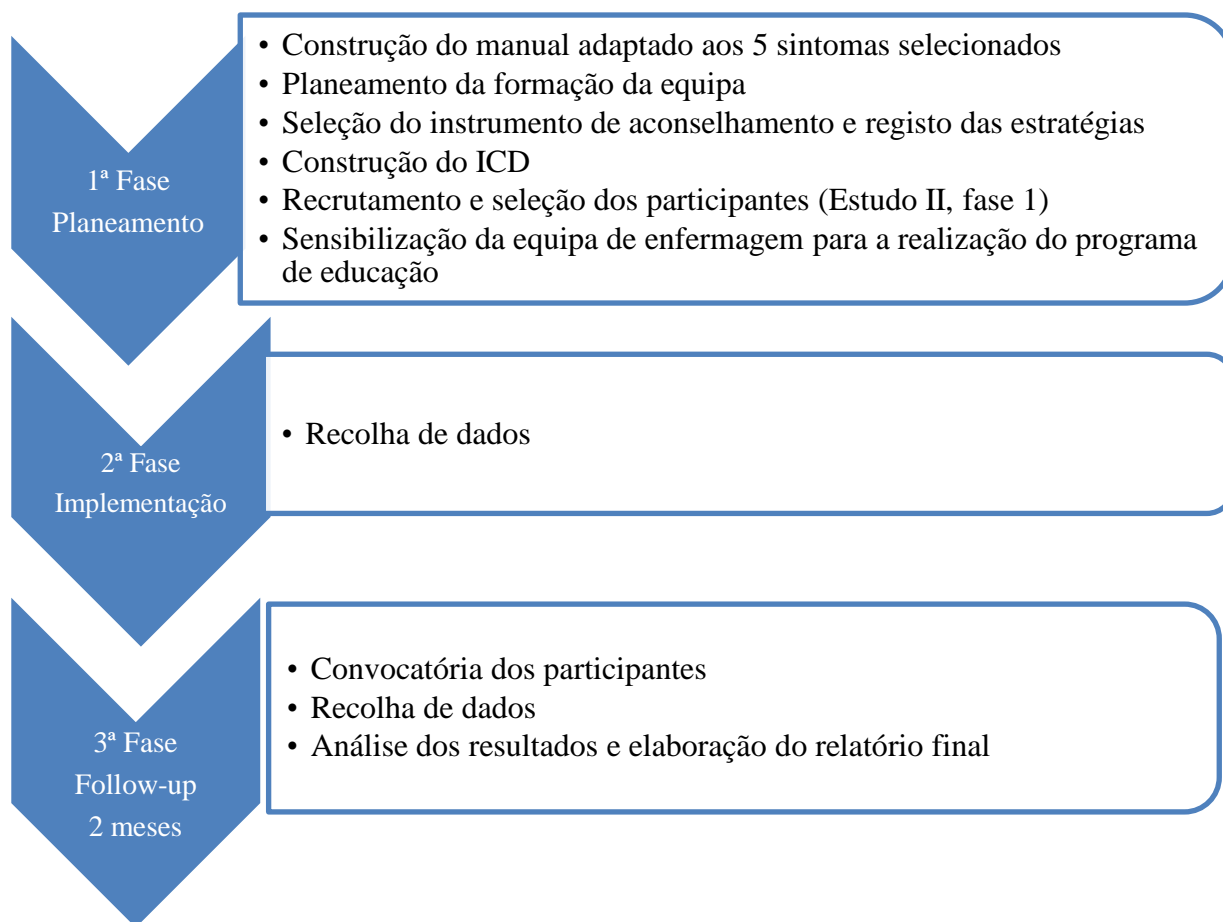 1ª Fase
Planeamento
• Construção do manual adaptado aos 5 sintomas selecionados
• Planeamento da formação da equipa
• Seleção do instrumento de aconselhamento e registo das estratégias
• Construção do ICD
• Recrutamento e seleção dos participantes (Estudo II, fase 1)
• Sensibilização da equipa de enfermagem para a realização do programa
de educação
2ª Fase
Implementação
• Recolha de dados
3ª Fase
Follow-up
2 meses
• Convocatória dos participantes
• Recolha de dados
• Análise dos resultados e elaboração do relatório final